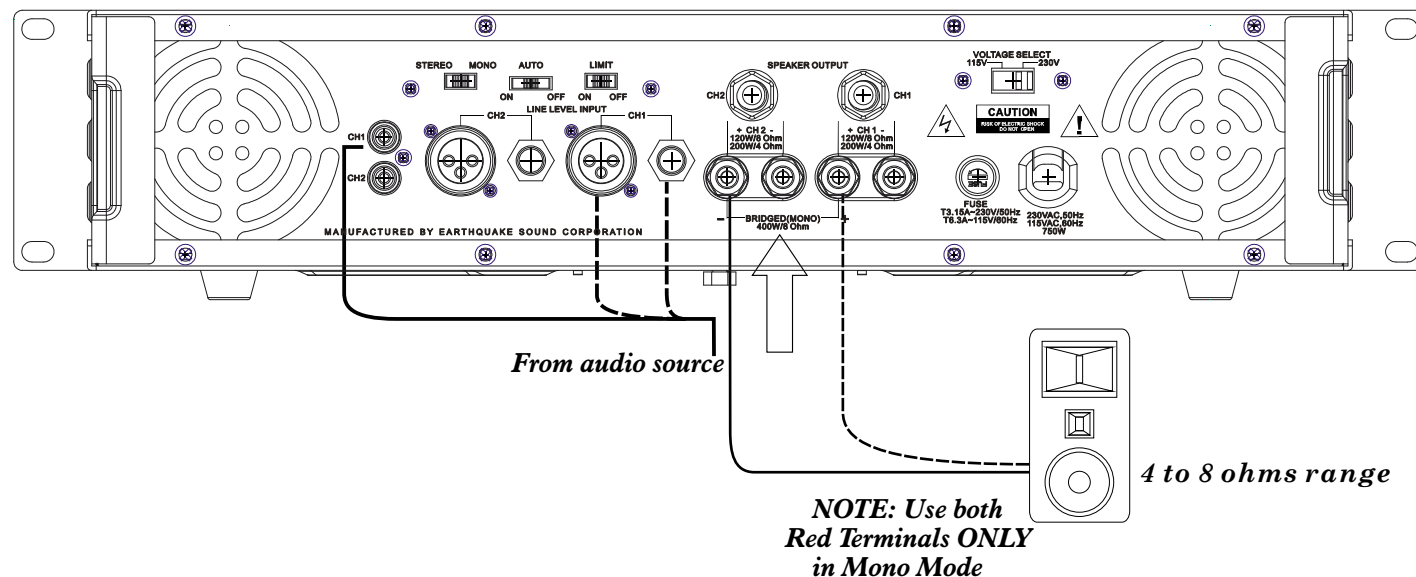 VOLTAGE SELECT
115V 230V
STEREO MONO AUTO LIMIT
SPEAKER OUTPUT
ON OFF ON OFF
CH2 CH1
LINE LEVEL INPUT
CH2 CH1
CAUTION
RISK OF ELECTRIC SHOCK
DO NOT OPEN
CH1
CH2
+ CH 2 -
120W/8 Ohm
200W/4 Ohm
+ CH 1 -
120W/8 Ohm
200W/4 Ohm
FUSE
FUSE
T3.15A~230V/50Hz
T6.3A~115V/60Hz
230VAC,50Hz
115VAC,60Hz
750W
- BRIDGED(MONO) +
400W/8 Ohm
MANUFACTURED BY EARTHQUAKE SOUND CORPORATION
From audio source
4 to 8 ohms range
NOTE: Use both
Red Terminals ONLY
in Mono Mode